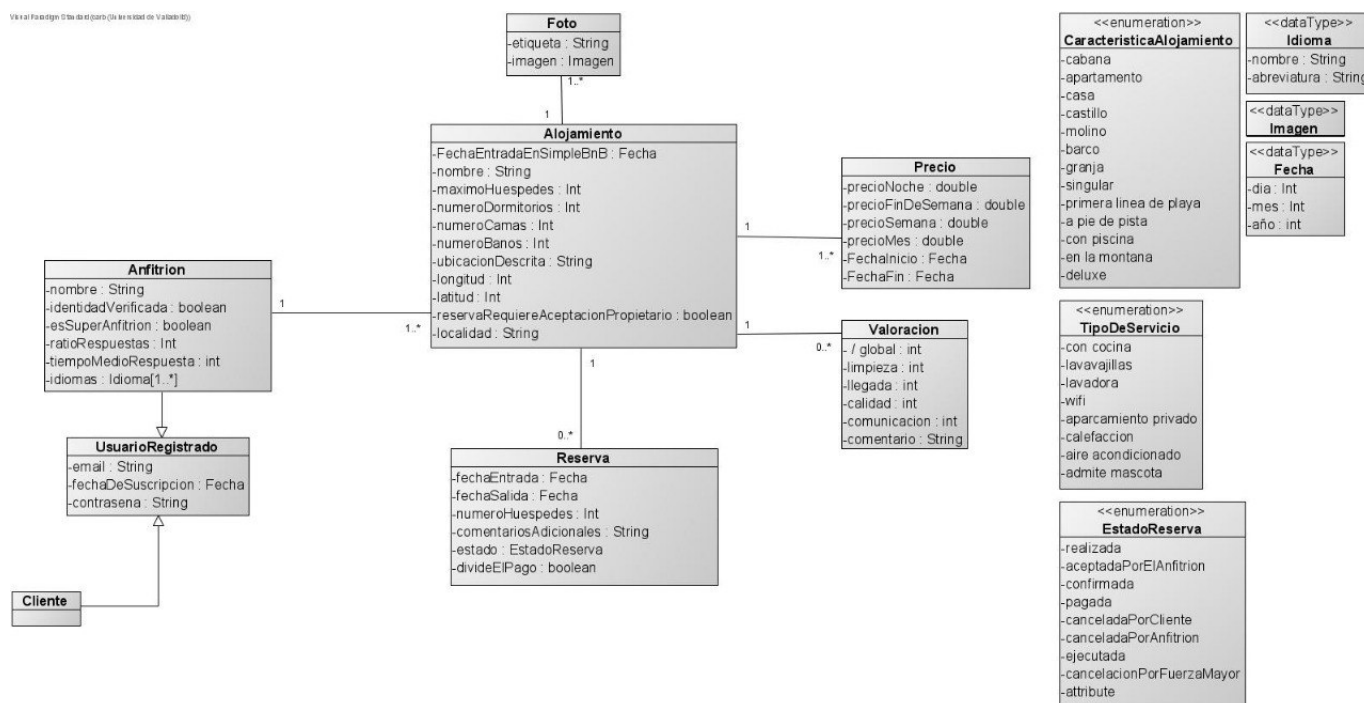 Visual Paradigm Standard(carb(Universidad de Valladolid))
Foto
-etiqueta : String
-imagen : Imagen
1..*
1
Alojamiento
-FechaEntradaEnSimpleBnB : Fecha
-nombre : String
-maximoHuespedes : Int
-numeroDormitorios : Int
-numeroCamas : Int
-numeroBanos : Int
-ubicacionDescrita : String
-longitud : Int
-latitud : Int
-reservaRequiereAceptacionPropietario : boolean
-localidad : String
1
1..*
Precio
-precioNoche : double
-precioFinDeSemana : double
-precioSemana : double
-precioMes : double
-FechaInicio : Fecha
-FechaFin : Fecha
1
0..*
Valoracion
- / global : int
-limpieza : int
-llegada : int
-calidad : int
-comunicacion : int
-comentario : String
Anfitrion
-nombre : String
-identidadVerificada : boolean
-esSuperAnfitrion : boolean
-ratioRespuestas : Int
-tiempoMedioRespuesta : int
-idiomas : Idioma[1..*]
1
1..*
UsuarioRegistrado
-email : String
-fechaDeSuscripcion : Fecha
-contrasena : String
Cliente
1
0..*
Reserva
-fechaEntrada : Fecha
-fechaSalida : Fecha
-numeroHuespedes : Int
-comentariosAdicionales : String
-estado : EstadoReserva
-divideElPago : boolean
<<enumeration>>
CaracteristicaAlojamiento
-cabana
-apartamento
-casa
-castillo
-molino
-barco
-granja
-singular
-primera linea de playa
-a pie de pista
-con piscina
-en la montana
-deluxe
<<dataType>>
Idioma
-nombre : String
-abreviatura : String
<<dataType>>
Imagen
<<dataType>>
Fecha
-dia : Int
-mes : Int
-año : int
<<enumeration>>
TipoDeServicio
-con cocina
-lavavajillas
-lavadora
-wifi
-aparcamiento privado
-calefaccion
-aire acondicionado
-admite mascota
<<enumeration>>
EstadoReserva
-realizada
-aceptadaPorElAnfitrion
-confirmada
-pagada
-canceladaPorCliente
-canceladaPorAnfitrion
-ejecutada
-cancelacionPorFuerzaMayor
-attribute